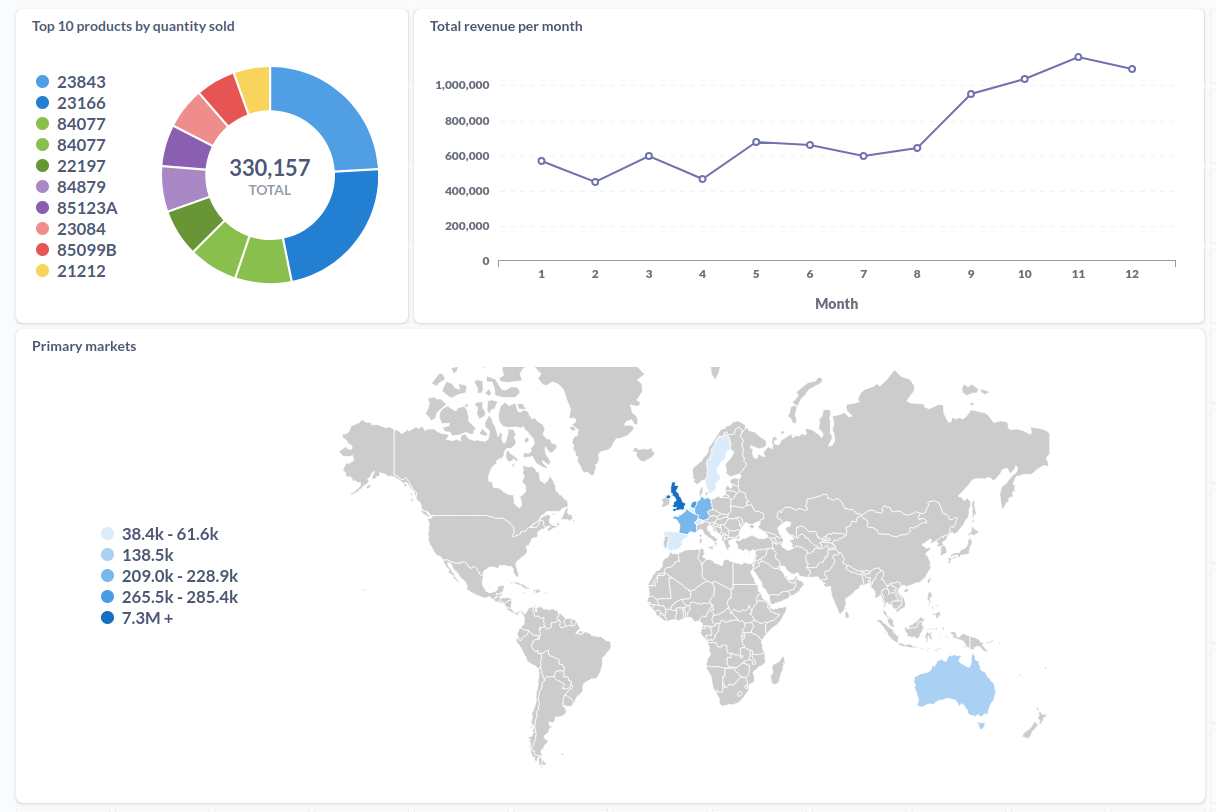 Top 10 products by quantity sold
23843
23166
84077
84077
22197
84879
85123A
23084
85099B
21212
330,157
TOTAL
Total revenue per month
1,000,000
800,000
600,000
400,000
200,000
0
1 2 3 4 5 6 7 8 9 10 11 12
Month
Primary markets
38.4k - 61.6k
138.5k
209.0k - 228.9k
265.5k - 285.4k
7.3M +